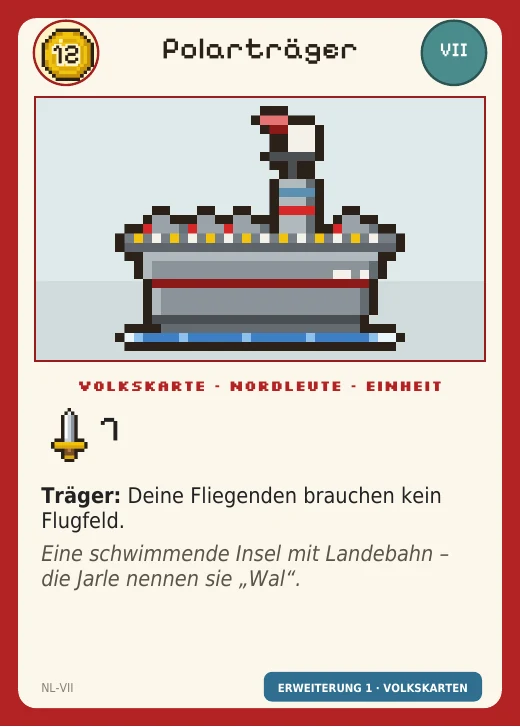 12
Polarträger
VII
VOLKSKARTE - NORDLEUTE - EINHEIT
7
Träger: Deine Fliegenden brauchen kein
Flugfeld.
Eine schwimmende Insel mit Landebahn –
die Jarle nennen sie „Wal“.
NL-VII
ERWEITERUNG 1 · VOLKSKARTEN